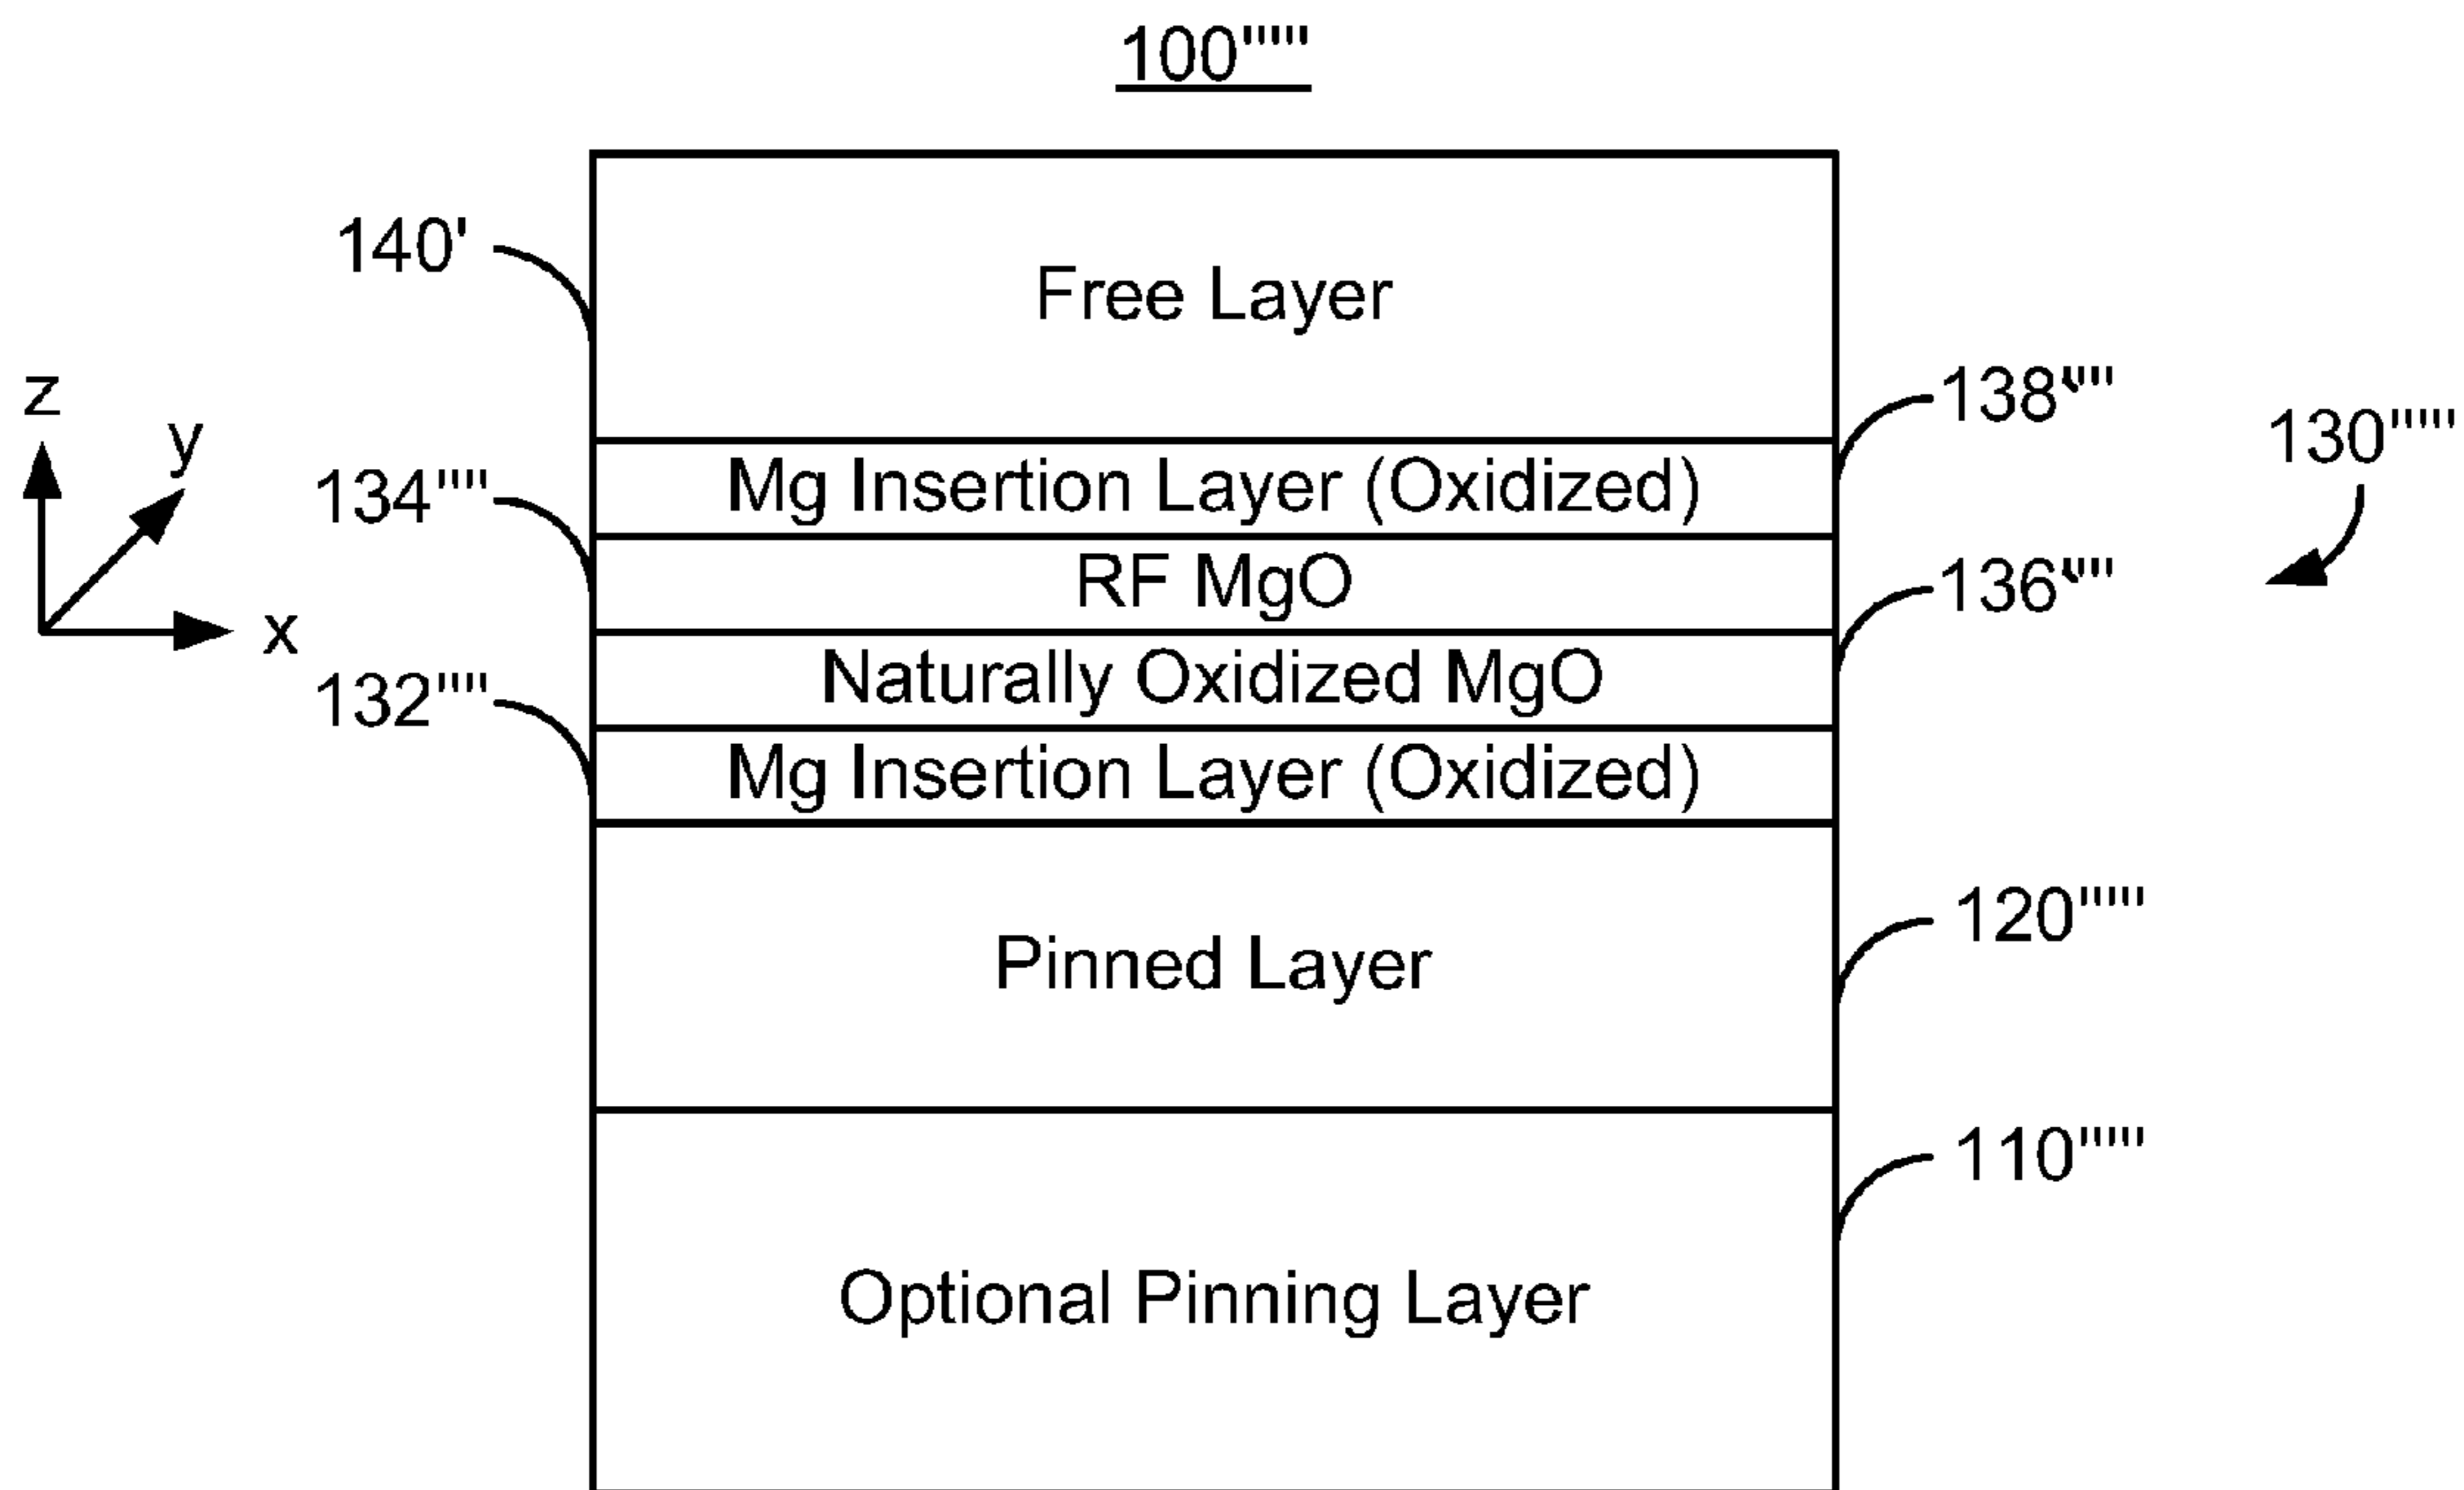 100'''''
140'
Free Layer
z
y
x
138''''
130'''''
134''''
Mg Insertion Layer (Oxidized)
RF MgO
136''''
Naturally Oxidized MgO
132''''
Mg Insertion Layer (Oxidized)
120'''''
Pinned Layer
110'''''
Optional Pinning Layer